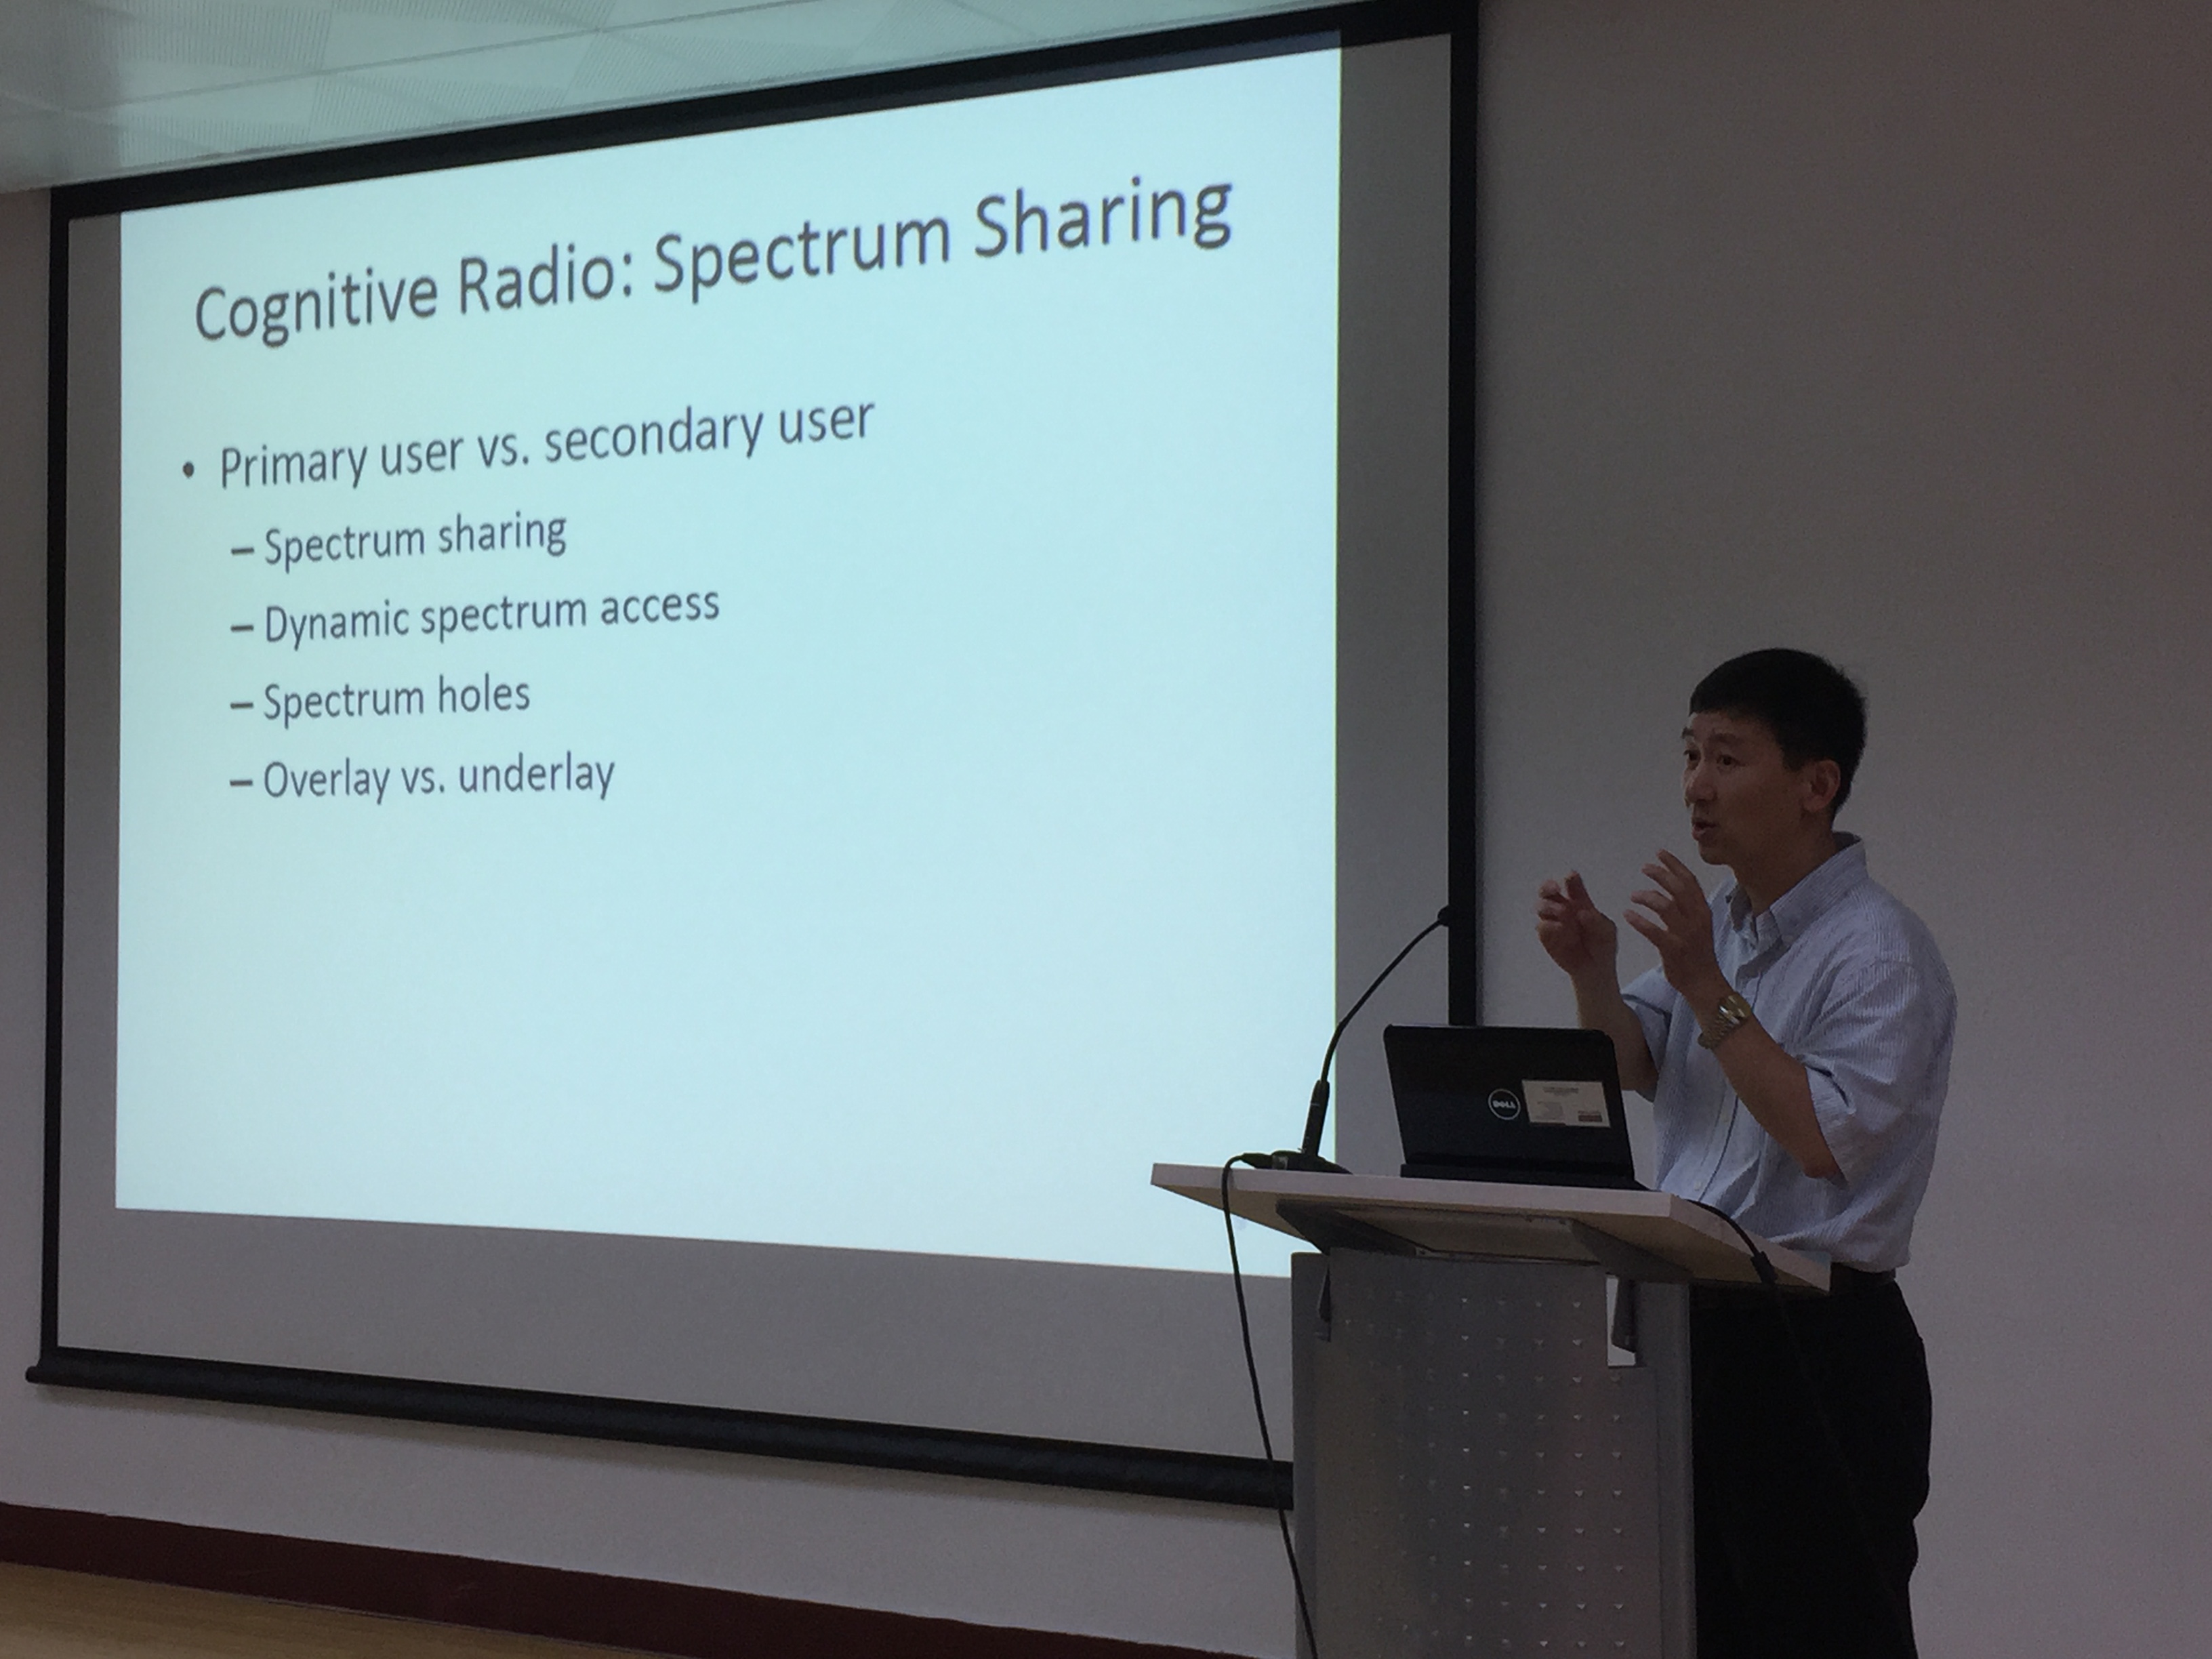 Cognitive Radio: Spectrum Sharing
• Primary user vs. secondary user
– Spectrum sharing
– Dynamic spectrum access
– Spectrum holes
– Overlay vs. underlay
DELL